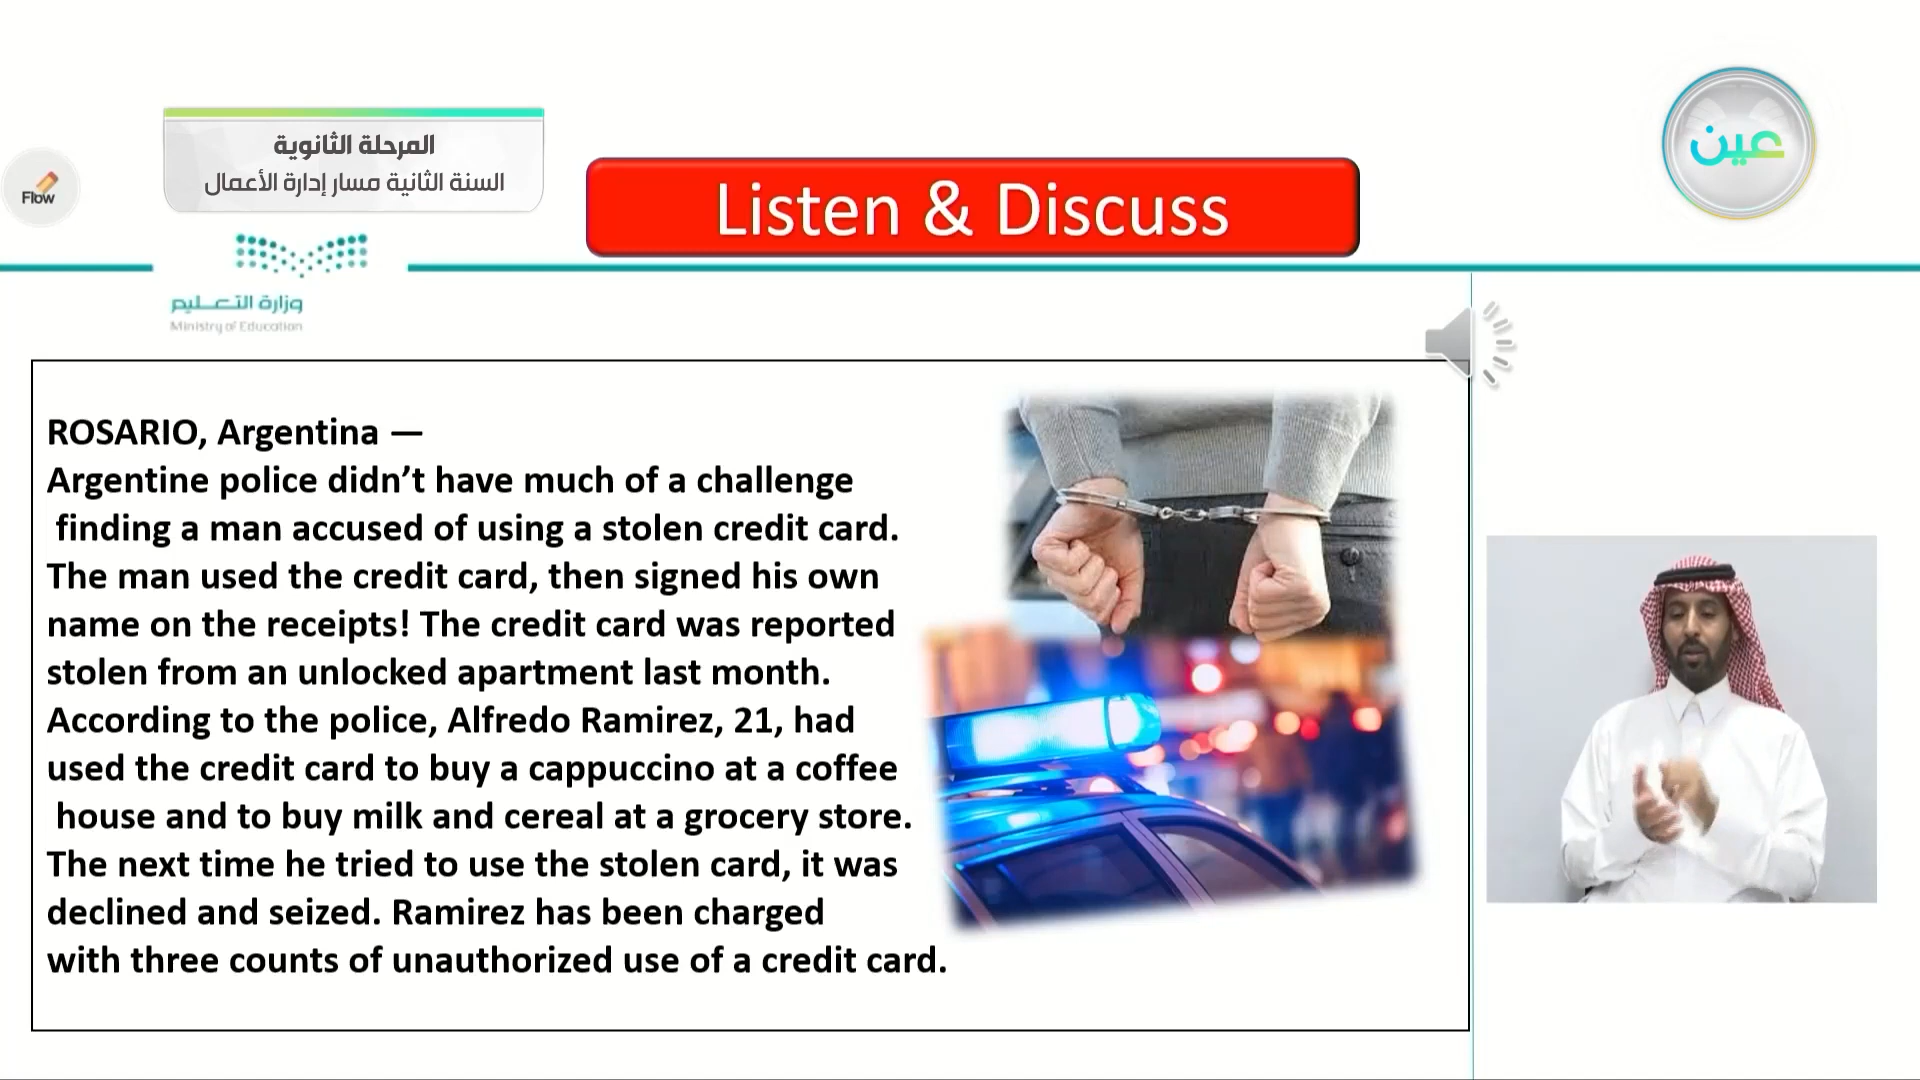 المرحلة الثانوية
السنة الثانية مسار إدارة الأعمال
عين
Flow
Listen & Discuss
وزارة التعليم
Ministry of Education
ROSARIO, Argentina —
Argentine police didn’t have much of a challenge
finding a man accused of using a stolen credit card.
The man used the credit card, then signed his own
name on the receipts! The credit card was reported
stolen from an unlocked apartment last month.
According to the police, Alfredo Ramirez, 21, had
used the credit card to buy a cappuccino at a coffee
house and to buy milk and cereal at a grocery store.
The next time he tried to use the stolen card, it was
declined and seized. Ramirez has been charged
with three counts of unauthorized use of a credit card.